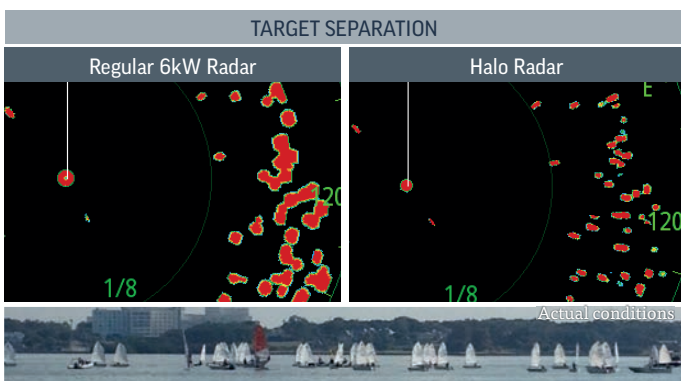 TARGET SEPARATION
Regular 6kW Radar
Halo Radar
120
1/8
E
120
1/8
Actual conditions